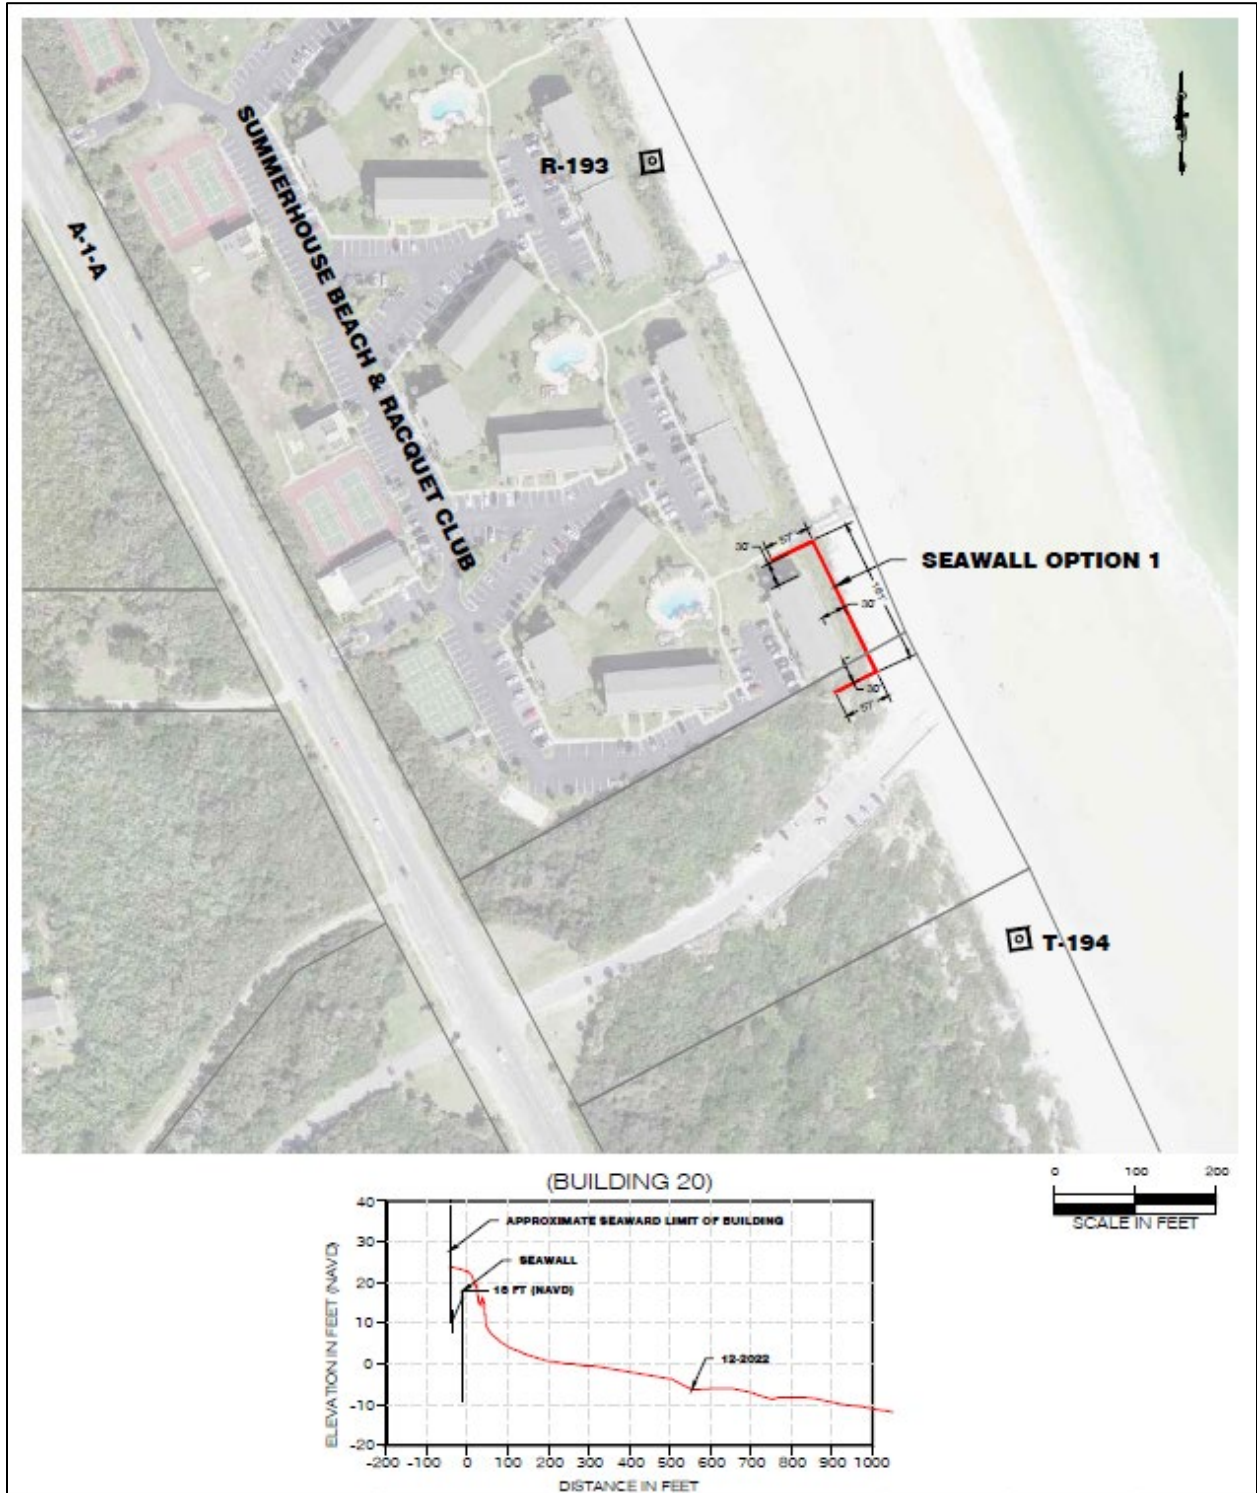 R-193
SUMMERHOUSE BEACH & RACQUET CLUB
A-1-A
57'
30'
SEAWALL OPTION 1
161'
30'
30'
57'
T-194
0 100 200
SCALE IN FEET
(BUILDING 20)
ELEVATION IN FEET (NAVD)
40
APPROXIMATE SEAWARD LIMIT OF BUILDING
30
SEAWALL
20
18 FT (NAVD)
10
0
12-2022
-10
-20
-200 -100 0 100 200 300 400 500 600 700 800 900 1000
DISTANCE IN FEET